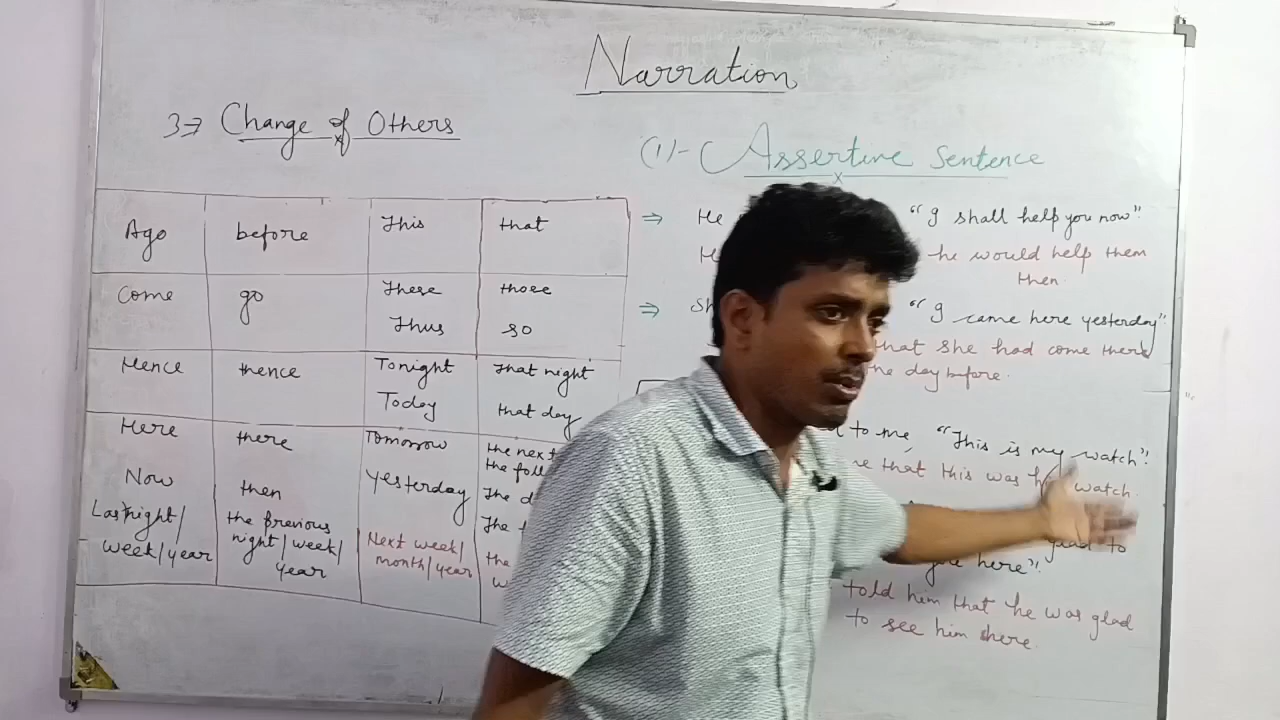 Narration
3⇒ Change of Others
Ago before This that
Come go These those
Thus so
Hence thence Tonight that night
Today that day
Here there Tomorrow the next
the
Now then Yesterday The
Last night/ the previous The
week/year night/week/ Next week/ the
year month/year
(1)- Assertive Sentence
⇒ He "I shall help you now".
he would help them
then.
⇒ "I came here yesterday".
that she had come there
the day before.
to me, "This is my watch".
me that this was watch.
to
here".
told him that he was glad
to see him there.